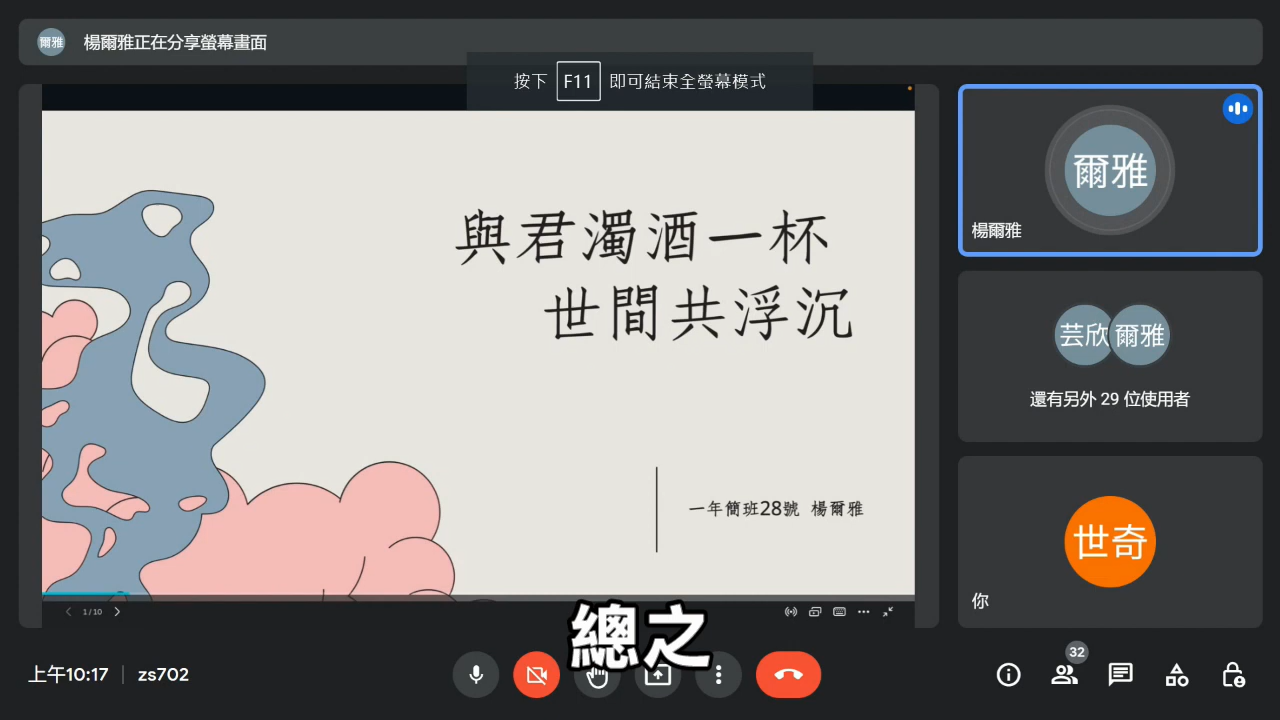 爾雅 楊爾雅正在分享螢幕畫面
按下 F11 即可結束全螢幕模式
與君濁酒一杯
世間共浮沉
一年簡班28號 楊爾雅
1 / 10
爾雅
楊爾雅
芸欣 爾雅
還有另外 29 位使用者
世奇
你
總之
上午10:17 | zs702
32